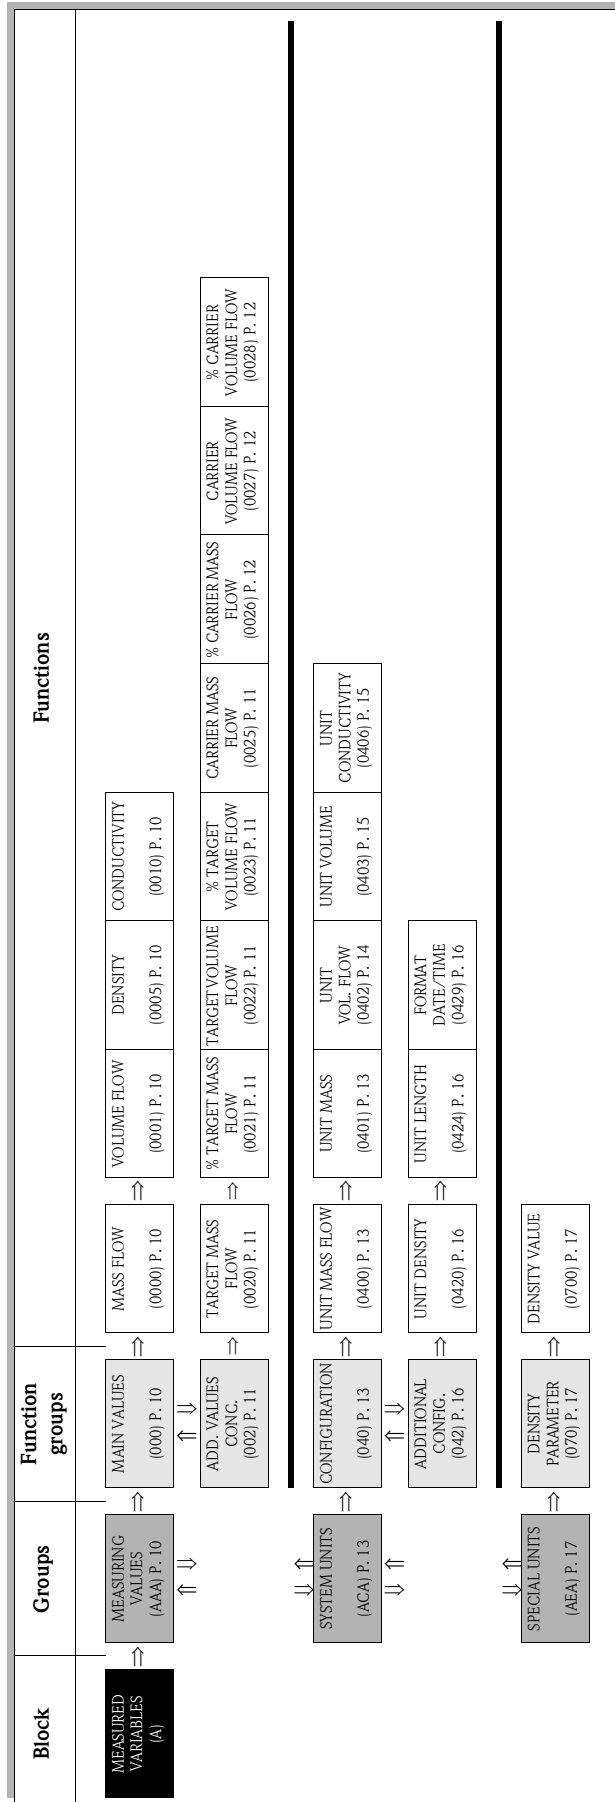 Block
Groups
Function
groups
Functions
MEASURED
VARIABLES
(A)
⇒
MEASURING
VALUES
(AAA) P. 10
⇒
MAIN VALUES
(000) P. 10
⇒
MASS FLOW
(0000) P. 10
⇒
VOLUME FLOW
(0001) P. 10
DENSITY
(0005) P. 10
CONDUCTIVITY
(0010) P. 10
ADD. VALUES
CONC.
(002) P. 11
⇒
TARGET MASS
FLOW
(0020) P. 11
⇒
% TARGET MASS
FLOW
(0021) P. 11
TARGET VOLUME
FLOW
(0022) P. 11
% TARGET
VOLUME FLOW
(0023) P. 11
CARRIER MASS
FLOW
(0025) P. 11
% CARRIER MASS
FLOW
(0026) P. 12
CARRIER
VOLUME FLOW
(0027) P. 12
% CARRIER
VOLUME FLOW
(0028) P. 12
SYSTEM UNITS
(ACA) P. 13
⇒
CONFIGURATION
(040) P. 13
⇒
UNIT MASS FLOW
(0400) P. 13
⇒
UNIT MASS
(0401) P. 13
UNIT
VOL. FLOW
(0402) P. 14
UNIT VOLUME
(0403) P. 15
UNIT
CONDUCTIVITY
(0406) P. 15
ADDITIONAL
CONFIG.
(042) P. 16
⇒
UNIT DENSITY
(0420) P. 16
⇒
UNIT LENGTH
(0424) P. 16
FORMAT
DATE/TIME
(0429) P. 16
SPECIAL UNITS
(AEA) P. 17
⇒
DENSITY
PARAMETER
(070) P. 17
⇒
DENSITY VALUE
(0700) P. 17